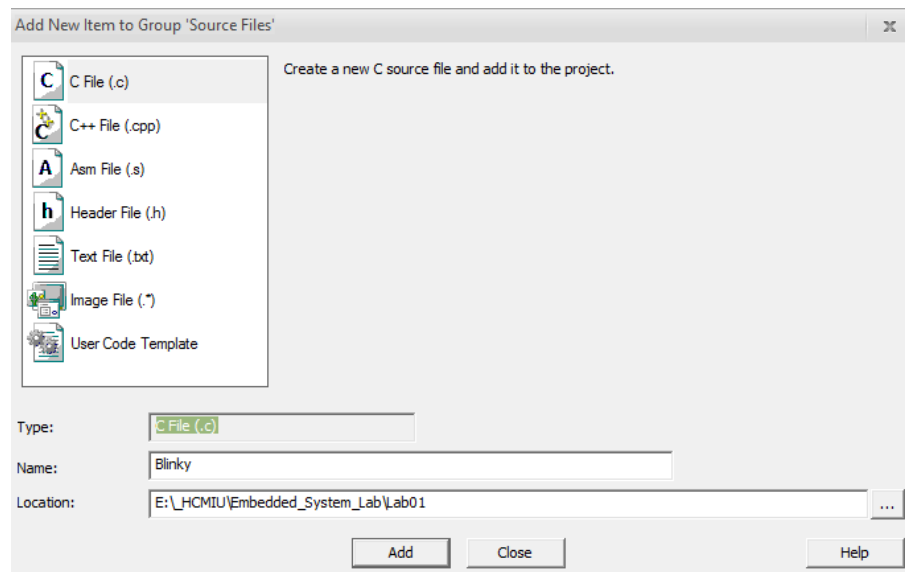 Add New Item to Group 'Source Files'
C File (.c)
Create a new C source file and add it to the project.
C++ File (.cpp)
Asm File (.s)
Header File (.h)
Text File (.txt)
Image File (.*)
User Code Template
Type:
C File (.c)
Name:
Blinky
Location:
E:\_HCMIU\Embedded_System_Lab\Lab01
...
Add
Close
Help